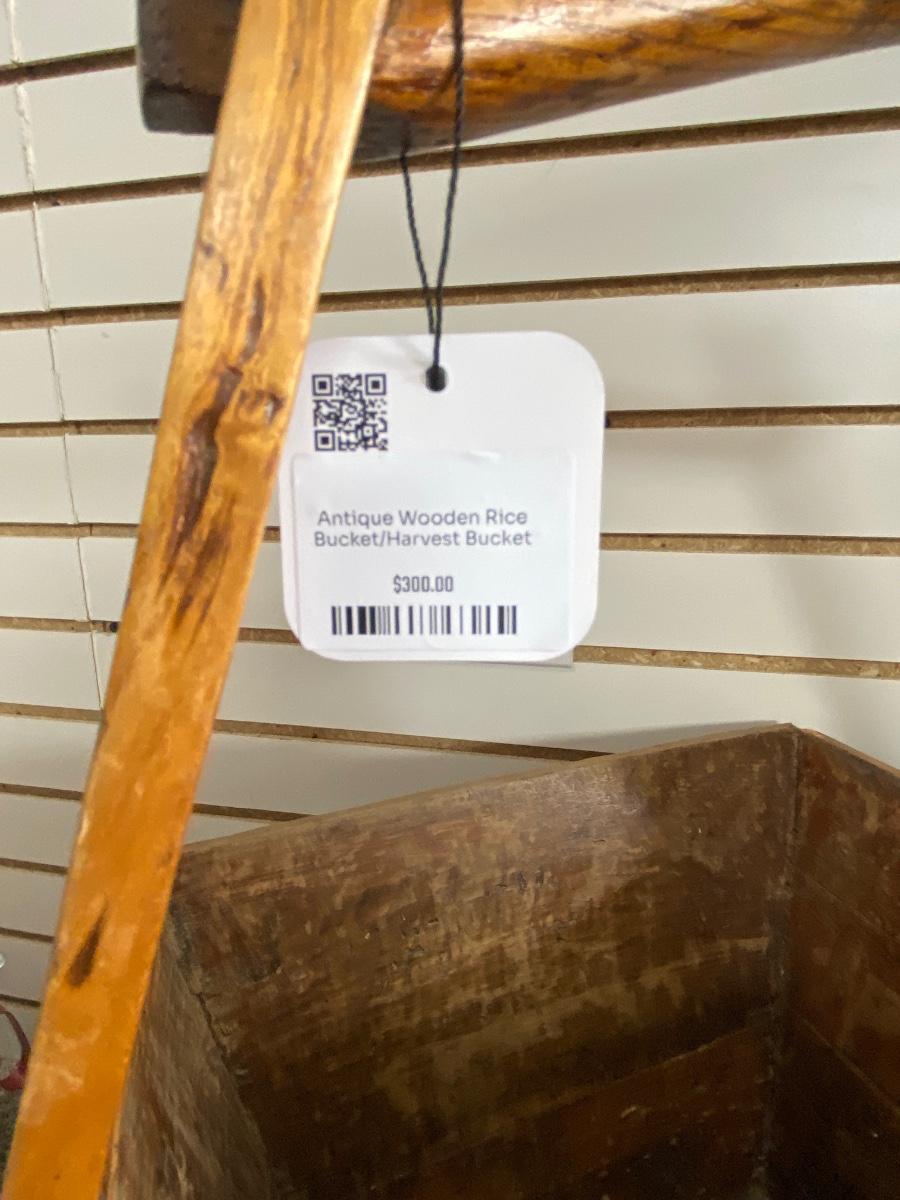 Antique Wooden Rice
Bucket/Harvest Bucket
$300.00